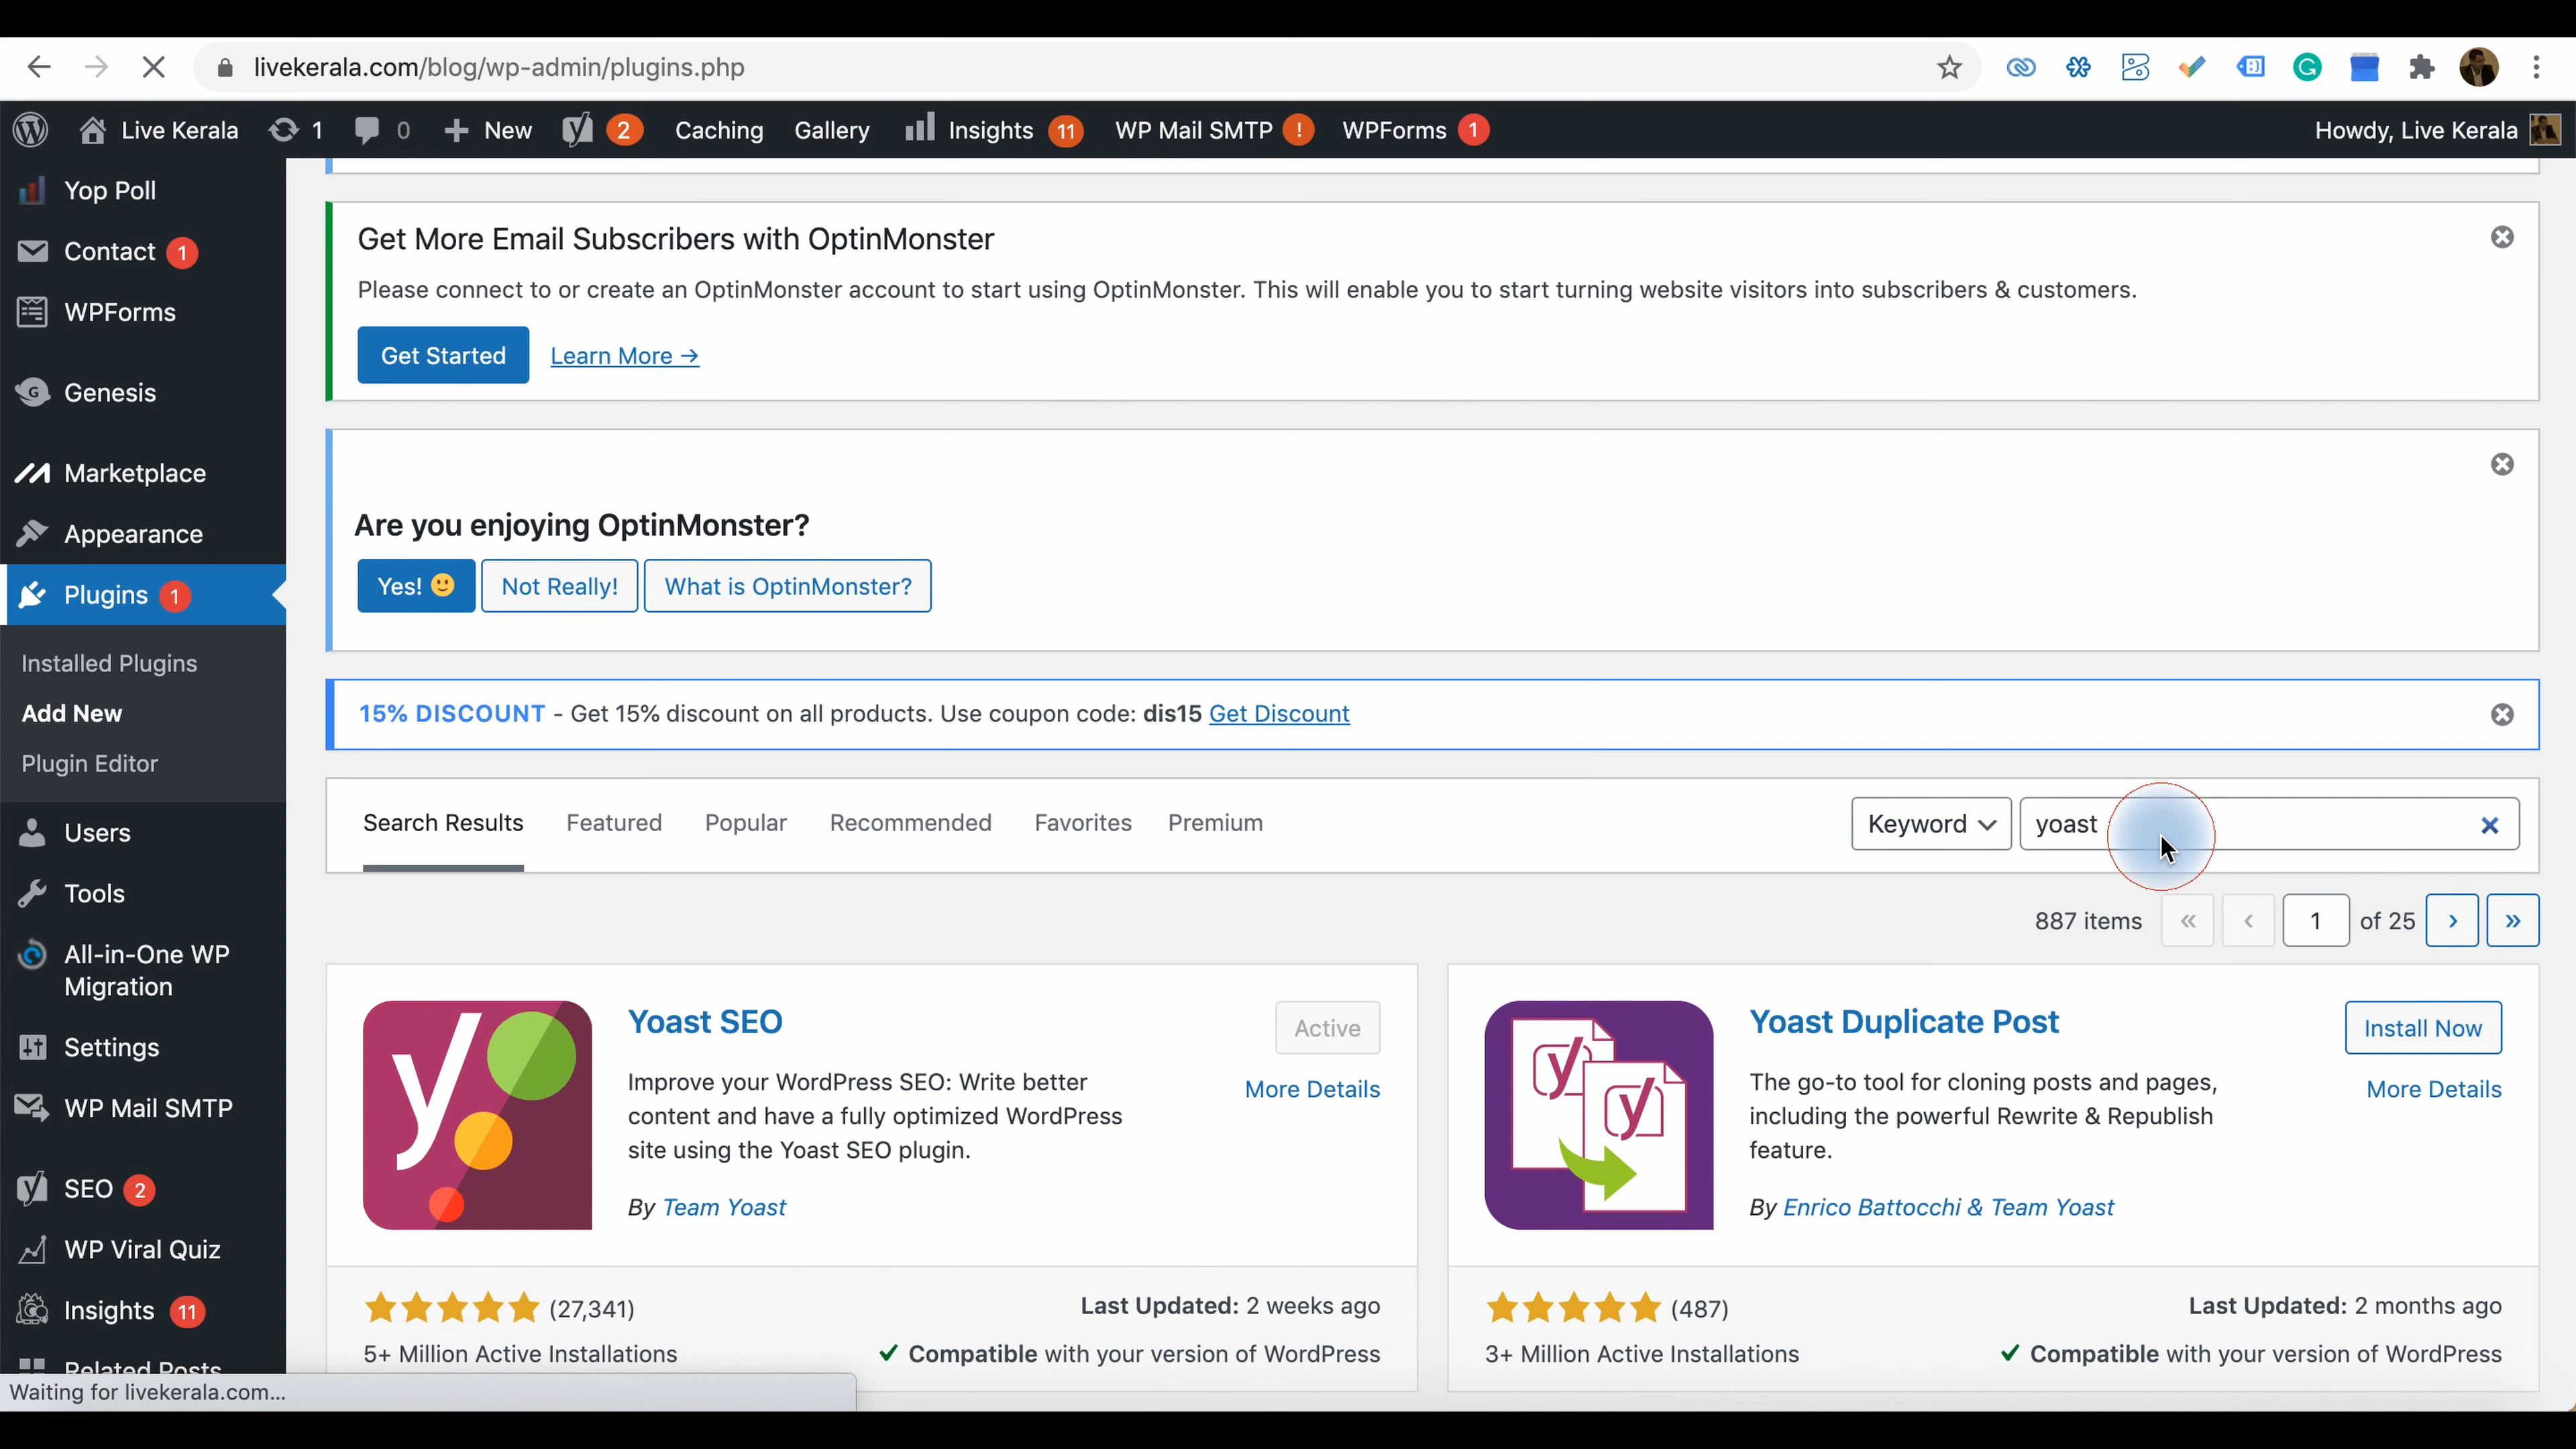 livekerala.com/blog/wp-admin/plugins.php
Live Kerala 1 0 New 2 Caching Gallery Insights 11 WP Mail SMTP ! WPForms 1 Howdy, Live Kerala
Yop Poll
Contact 1
WPForms
Genesis
Marketplace
Appearance
Plugins 1
Installed Plugins
Add New
Plugin Editor
Users
Tools
All-in-One WP
Migration
Settings
WP Mail SMTP
SEO 2
WP Viral Quiz
Insights 11
Related Posts
Waiting for livekerala.com...
Get More Email Subscribers with OptinMonster
Please connect to or create an OptinMonster account to start using OptinMonster. This will enable you to start turning website visitors into subscribers & customers.
Get Started Learn More →
Are you enjoying OptinMonster?
Yes! 🙂 Not Really! What is OptinMonster?
15% DISCOUNT - Get 15% discount on all products. Use coupon code: dis15 Get Discount
Search Results Featured Popular Recommended Favorites Premium Keyword yoast
887 items « ‹ 1 of 25 › »
Yoast SEO
Active
Improve your WordPress SEO: Write better
content and have a fully optimized WordPress
site using the Yoast SEO plugin.
More Details
By Team Yoast
(27,341)
Last Updated: 2 weeks ago
5+ Million Active Installations
✓ Compatible with your version of WordPress
Yoast Duplicate Post
Install Now
The go-to tool for cloning posts and pages,
including the powerful Rewrite & Republish
feature.
More Details
By Enrico Battocchi & Team Yoast
(487)
Last Updated: 2 months ago
3+ Million Active Installations
✓ Compatible with your version of WordPress